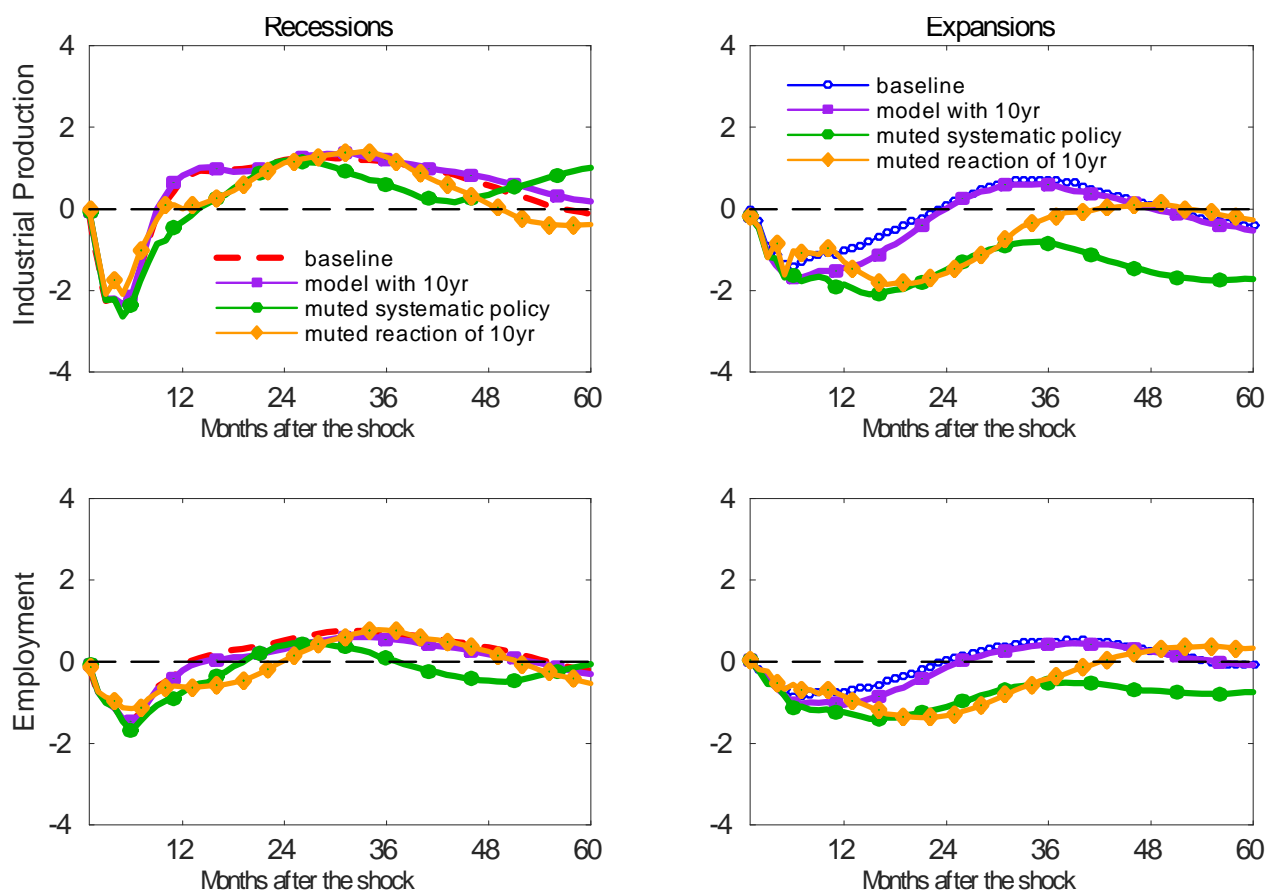 Recessions
Industrial Production
4
2
0
-2
-4
baseline
model with 10yr
muted systematic policy
muted reaction of 10yr
12 24 36 48 60
Months after the shock
Expansions
4
2
0
-2
-4
baseline
model with 10yr
muted systematic policy
muted reaction of 10yr
12 24 36 48 60
Months after the shock
Employment
4
2
0
-2
-4
12 24 36 48 60
Months after the shock
4
2
0
-2
-4
12 24 36 48 60
Months after the shock